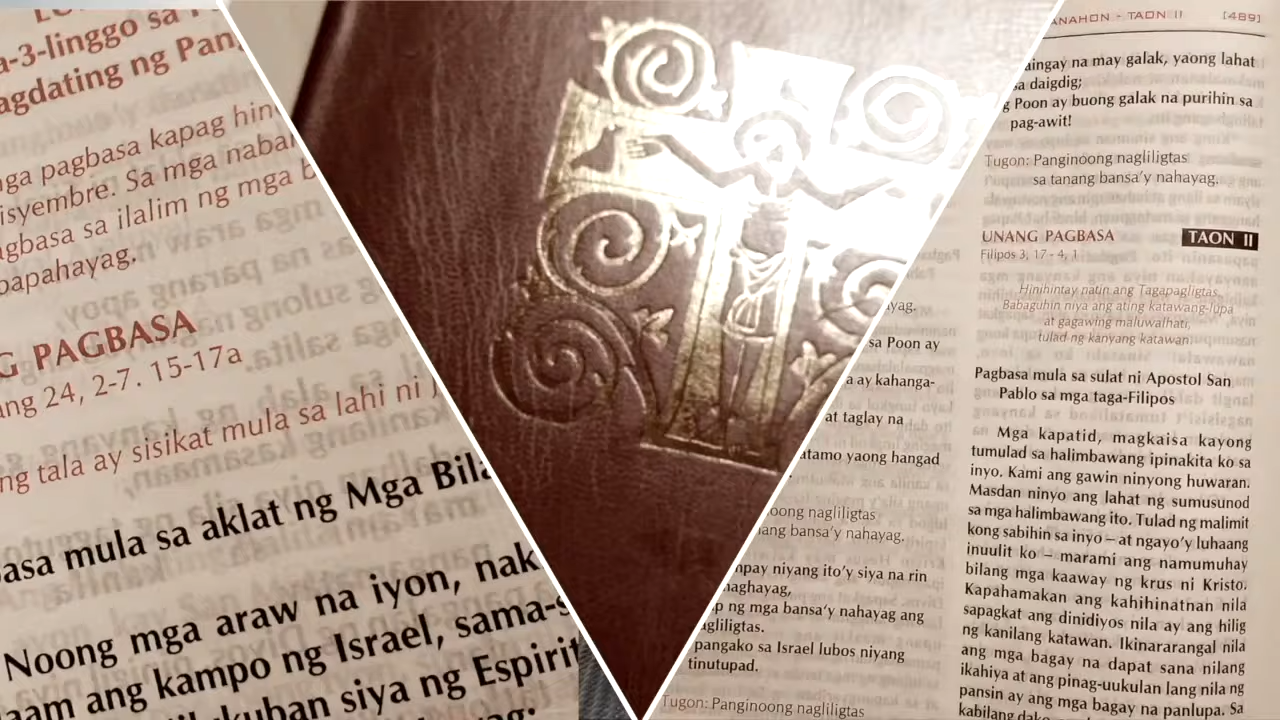 a-3-linggo sa
agdating ng Pan
nga pagbasa kapag hin
isyembre. Sa mga nabab
agbasa sa ilalim ng mga b
papahayag.
G PAGBASA
ang 24, 2-7. 15-17a
ng tala ay sisikat mula sa lahi ni J
basa mula sa aklat ng Mga Bila
Noong mga araw na iyon, nak
laam ang kampo ng Israel, sama-s
kuban siya ng Espirit
yag.
sa Poon ay
a ay kahanga-
at taglay na
atamo yaong hangad
oong nagliligtas
ang bansa'y nahayag.
mpay niyang ito'y siya na rin
naghayag,
p ng mga bansa'y nahayag ang
agliligtas.
pangako sa Israel lubos niyang
tinutupad.
Tugon: Panginoong nagliligtas
ANAHON - TAON II [489]
aingay na may galak, yaong lahat
sa daigdig;
g Poon ay buong galak na purihin sa
pag-awit!
Tugon: Panginoong nagliligtas
sa tanang bansa'y nahayag.
UNANG PAGBASA TAON II
Filipos 3, 17 - 4, 1
Hinihintay natin ang Tagapagligtas.
Babaguhin niya ang ating katawang-lupa
at gagawing maluwalhati,
tulad ng kanyang katawan.
Pagbasa mula sa sulat ni Apostol San
Pablo sa mga taga-Filipos
Mga kapatid, magkaisa kayong
tumulad sa halimbawang ipinakita ko sa
inyo. Kami ang gawin ninyong huwaran.
Masdan ninyo ang lahat ng sumusunod
sa mga halimbawang ito. Tulad ng malimit
kong sabihin sa inyo – at ngayo'y luhaang
inuulit ko – marami ang namumuhay
bilang mga kaaway ng krus ni Kristo.
Kapahamakan ang kahihinatnan nila
sapagkat ang dinidiyos nila ay ang hilig
ng kanilang katawan. Ikinararangal nila
ang mga bagay na dapat sana nilang
ikahiya at ang pinag-uukulan lang nila ng
pansin ay ang mga bagay na panlupa. Sa
kabilang dako